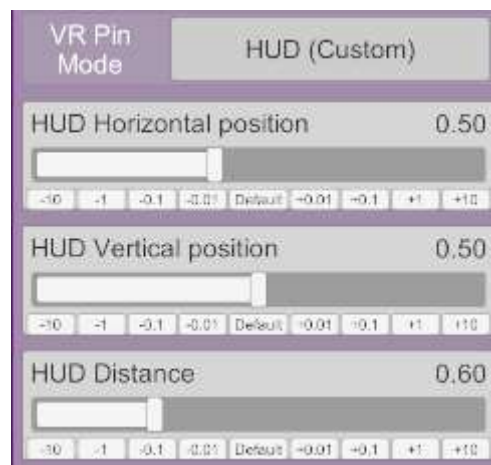 VR Pin
Mode
HUD (Custom)
HUD Horizontal position 0.50
-10 -1 -0.1 -0.01 Default +0.01 +0.1 +1 +10
HUD Vertical position 0.50
-10 -1 -0.1 -0.01 Default +0.01 +0.1 +1 +10
HUD Distance 0.60
-10 -1 -0.1 -0.01 Default +0.01 +0.1 +1 +10